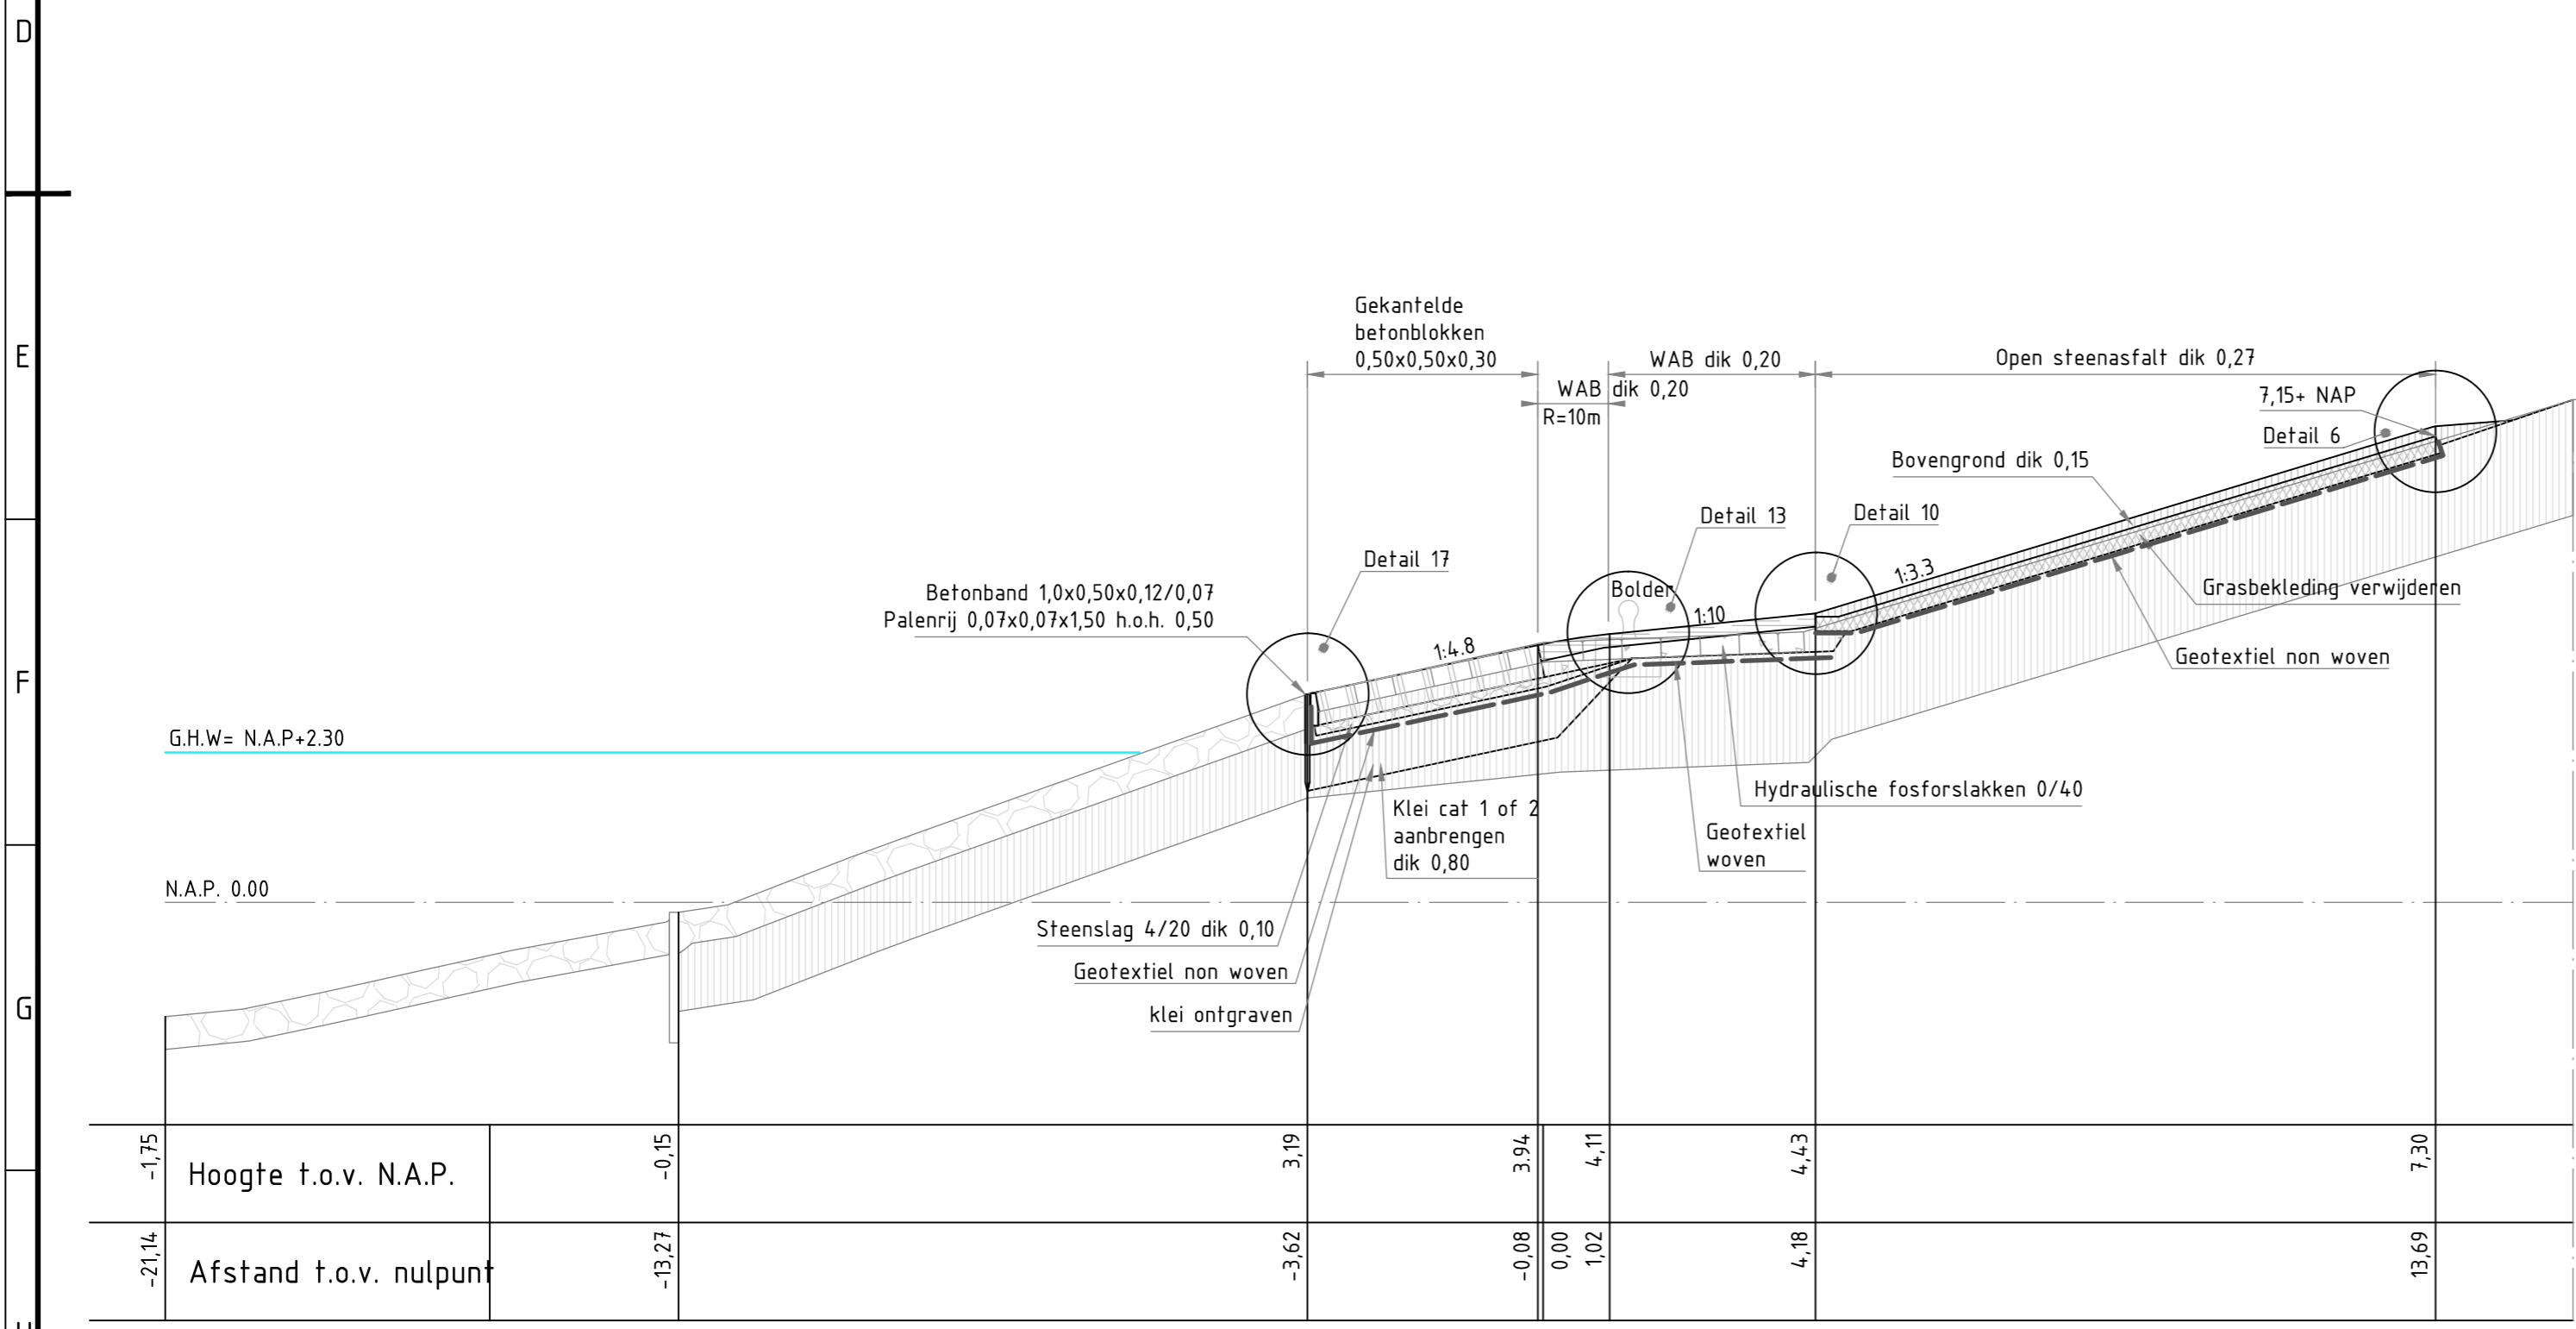 D
E
F
G
Gekantelde
betonblokken
0,50x0,50x0,30
WAB dik 0,20
R=10m
WAB dik 0,20
Open steenasfalt dik 0,27
7,15+ NAP
Detail 6
Bovengrond dik 0,15
Detail 10
Detail 13
Detail 17
Bolder
Betonband 1,0x0,50x0,12/0,07
Palenrij 0,07x0,07x1,50 h.o.h. 0,50
1:4.8
1:10
1:3.3
Grasbekleding verwijderen
Geotextiel non woven
G.H.W= N.A.P+2.30
Hydraulische fosforslakken 0/40
Klei cat 1 of 2
aanbrengen
dik 0,80
Geotextiel
woven
N.A.P. 0.00
Steenslag 4/20 dik 0,10
Geotextiel non woven
klei ontgraven
Hoogte t.o.v. N.A.P.
-1,75
-0,15
3,19
3.94
4,11
4,43
7,30
Afstand t.o.v. nulpunt
-21,14
-13,27
-3,62
-0,08
0,00
1,02
4,18
13,69